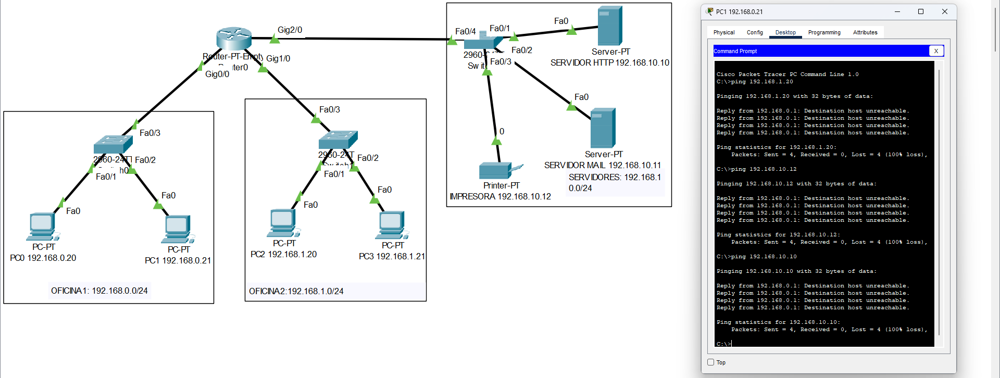 Gig2/0
Router-PT-Empty
Gig1/0
Gig0/0
Fa0/3
Fa0/2
Fa0/1
Fa0
Fa0
PC-PT
PC0 192.168.0.20
PC-PT
PC1 192.168.0.21
OFICINA1: 192.168.0.0/24
Fa0/3
2960-24T
Fa0/2
Fa0/1
Fa0
Fa0
PC-PT
PC2 192.168.1.20
PC-PT
PC3 192.168.1.21
OFICINA2:192.168.1.0/24
Fa0/4
Fa0/1
Fa0
Fa0/2
Fa0/3
Server-PT
SERVIDOR HTTP 192.168.10.10
Fa0
0
Server-PT
SERVIDOR MAIL 192.168.10.11
SERVIDORES: 192.168.1
0.0/24
Printer-PT
IMPRESORA 192.168.10.12
PC1 192.168.0.21
Physical Config Desktop Programming Attributes
Command Prompt
X
Cisco Packet Tracer PC Command Line 1.0
C:\>ping 192.168.1.20
Pinging 192.168.1.20 with 32 bytes of data:
Reply from 192.168.0.1: Destination host unreachable.
Reply from 192.168.0.1: Destination host unreachable.
Reply from 192.168.0.1: Destination host unreachable.
Reply from 192.168.0.1: Destination host unreachable.
Ping statistics for 192.168.1.20:
Packets: Sent = 4, Received = 0, Lost = 4 (100% loss),
C:\>ping 192.168.10.12
Pinging 192.168.10.12 with 32 bytes of data:
Reply from 192.168.0.1: Destination host unreachable.
Reply from 192.168.0.1: Destination host unreachable.
Reply from 192.168.0.1: Destination host unreachable.
Reply from 192.168.0.1: Destination host unreachable.
Ping statistics for 192.168.10.12:
Packets: Sent = 4, Received = 0, Lost = 4 (100% loss),
C:\>ping 192.168.10.10
Pinging 192.168.10.10 with 32 bytes of data:
Reply from 192.168.0.1: Destination host unreachable.
Reply from 192.168.0.1: Destination host unreachable.
Reply from 192.168.0.1: Destination host unreachable.
Reply from 192.168.0.1: Destination host unreachable.
Ping statistics for 192.168.10.10:
Packets: Sent = 4, Received = 0, Lost = 4 (100% loss),
C:\>
Top